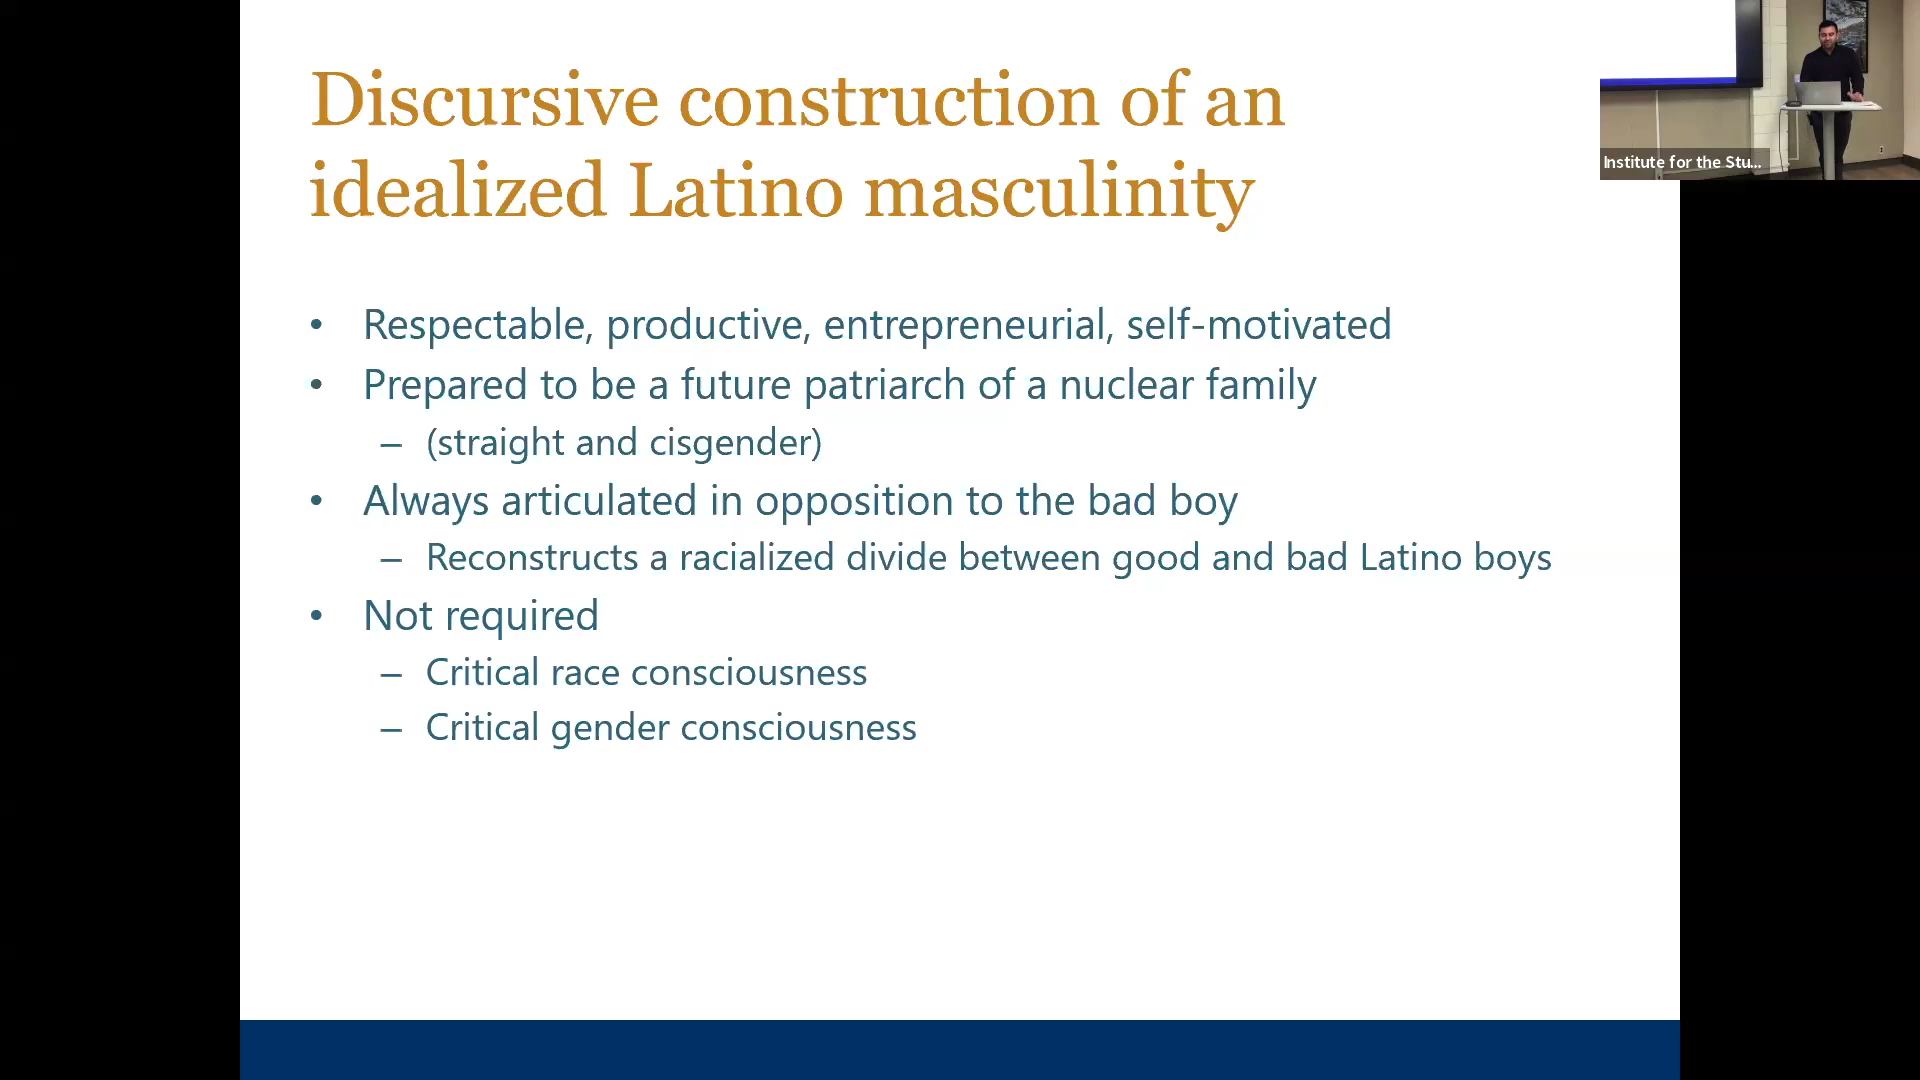 Discursive construction of an
idealized Latino masculinity
• Respectable, productive, entrepreneurial, self-motivated
• Prepared to be a future patriarch of a nuclear family
– (straight and cisgender)
• Always articulated in opposition to the bad boy
– Reconstructs a racialized divide between good and bad Latino boys
• Not required
– Critical race consciousness
– Critical gender consciousness
Institute for the Stu...